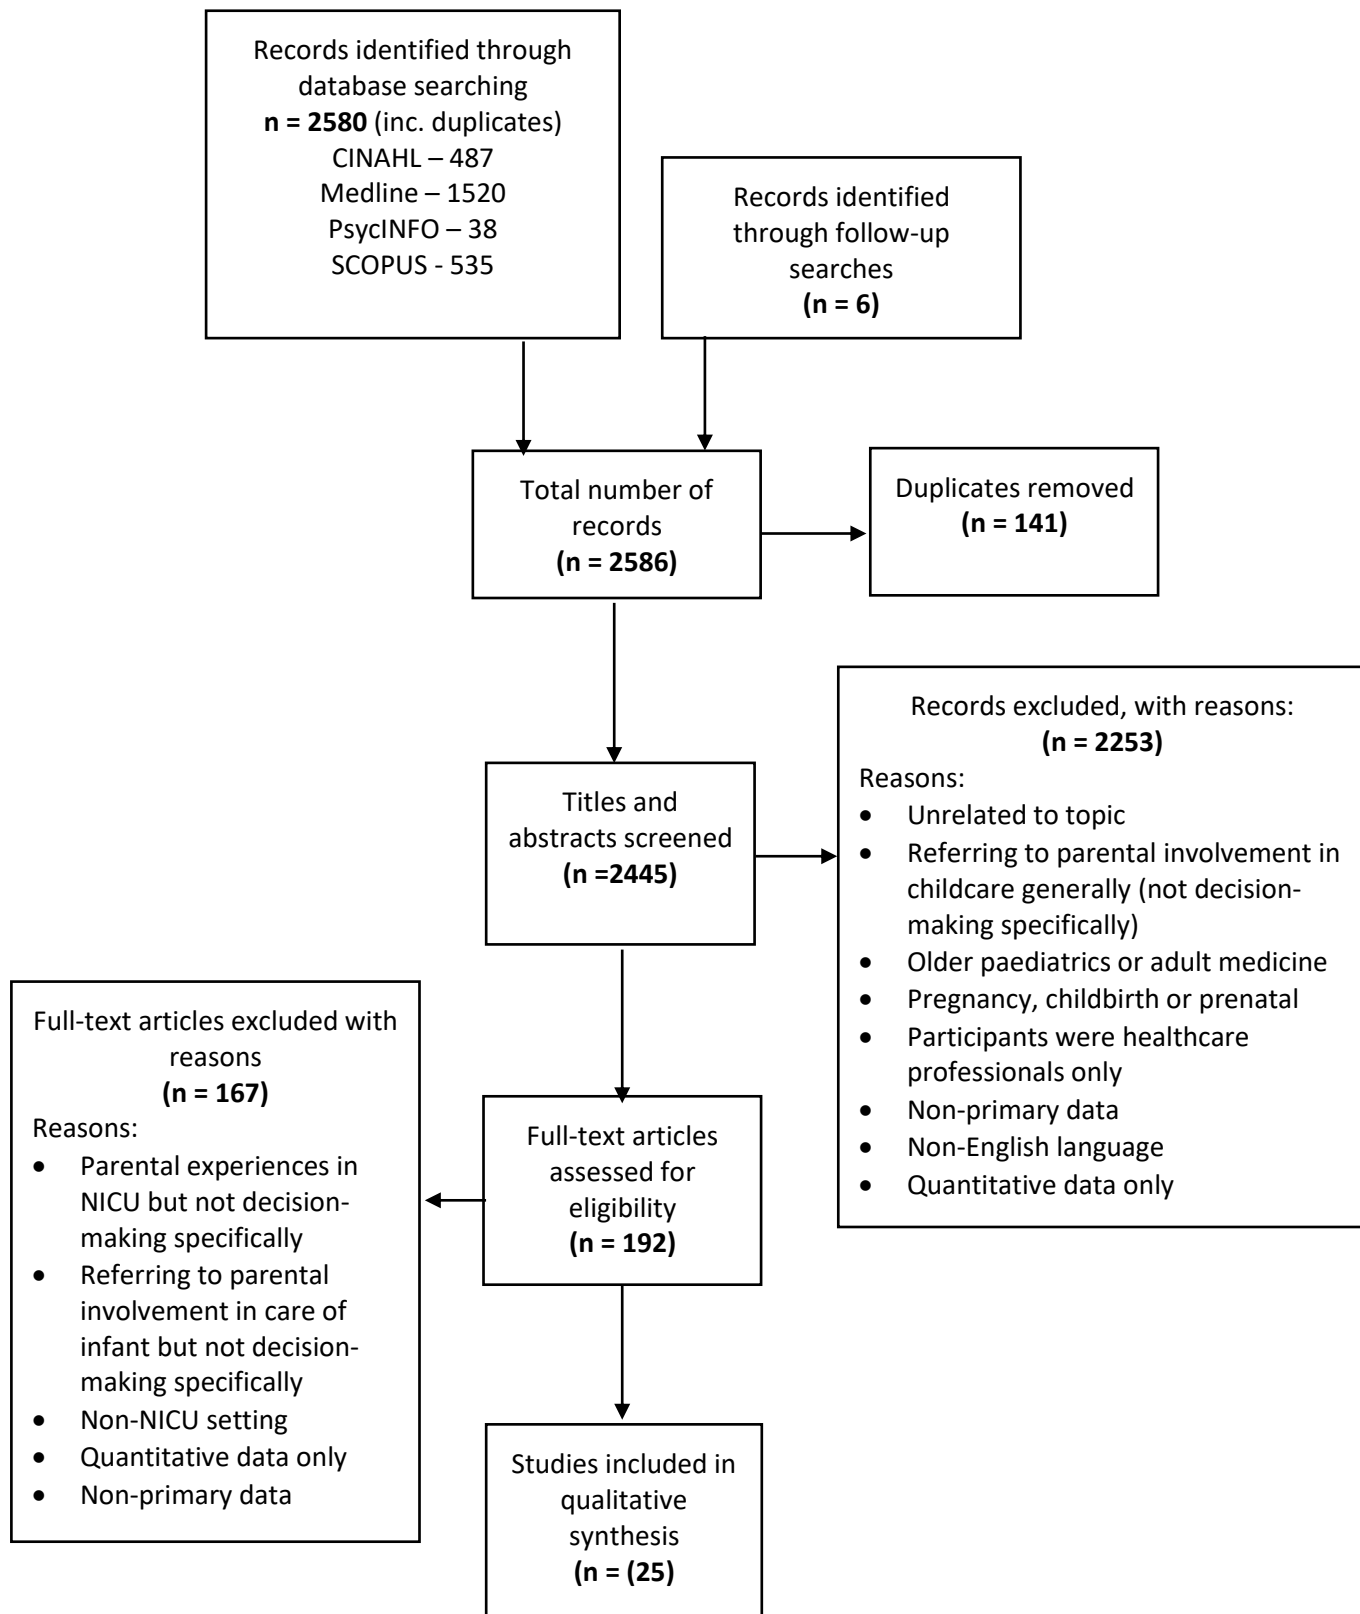 Records identified through
database searching
n = 2580 (inc. duplicates)
CINAHL – 487
Medline – 1520
PsycINFO – 38
SCOPUS - 535
Records identified
through follow-up
searches
(n = 6)
Total number of
records
(n = 2586)
Duplicates removed
(n = 141)
Titles and
abstracts screened
(n =2445)
Records excluded, with reasons:
(n = 2253)
Reasons:
• Unrelated to topic
• Referring to parental involvement in
childcare generally (not decision-
making specifically)
• Older paediatrics or adult medicine
• Pregnancy, childbirth or prenatal
• Participants were healthcare
professionals only
• Non-primary data
• Non-English language
• Quantitative data only
Full-text articles
assessed for
eligibility
(n = 192)
Full-text articles excluded with
reasons
(n = 167)
Reasons:
• Parental experiences in
NICU but not decision-
making specifically
• Referring to parental
involvement in care of
infant but not decision-
making specifically
• Non-NICU setting
• Quantitative data only
• Non-primary data
Studies included in
qualitative
synthesis
(n = (25)